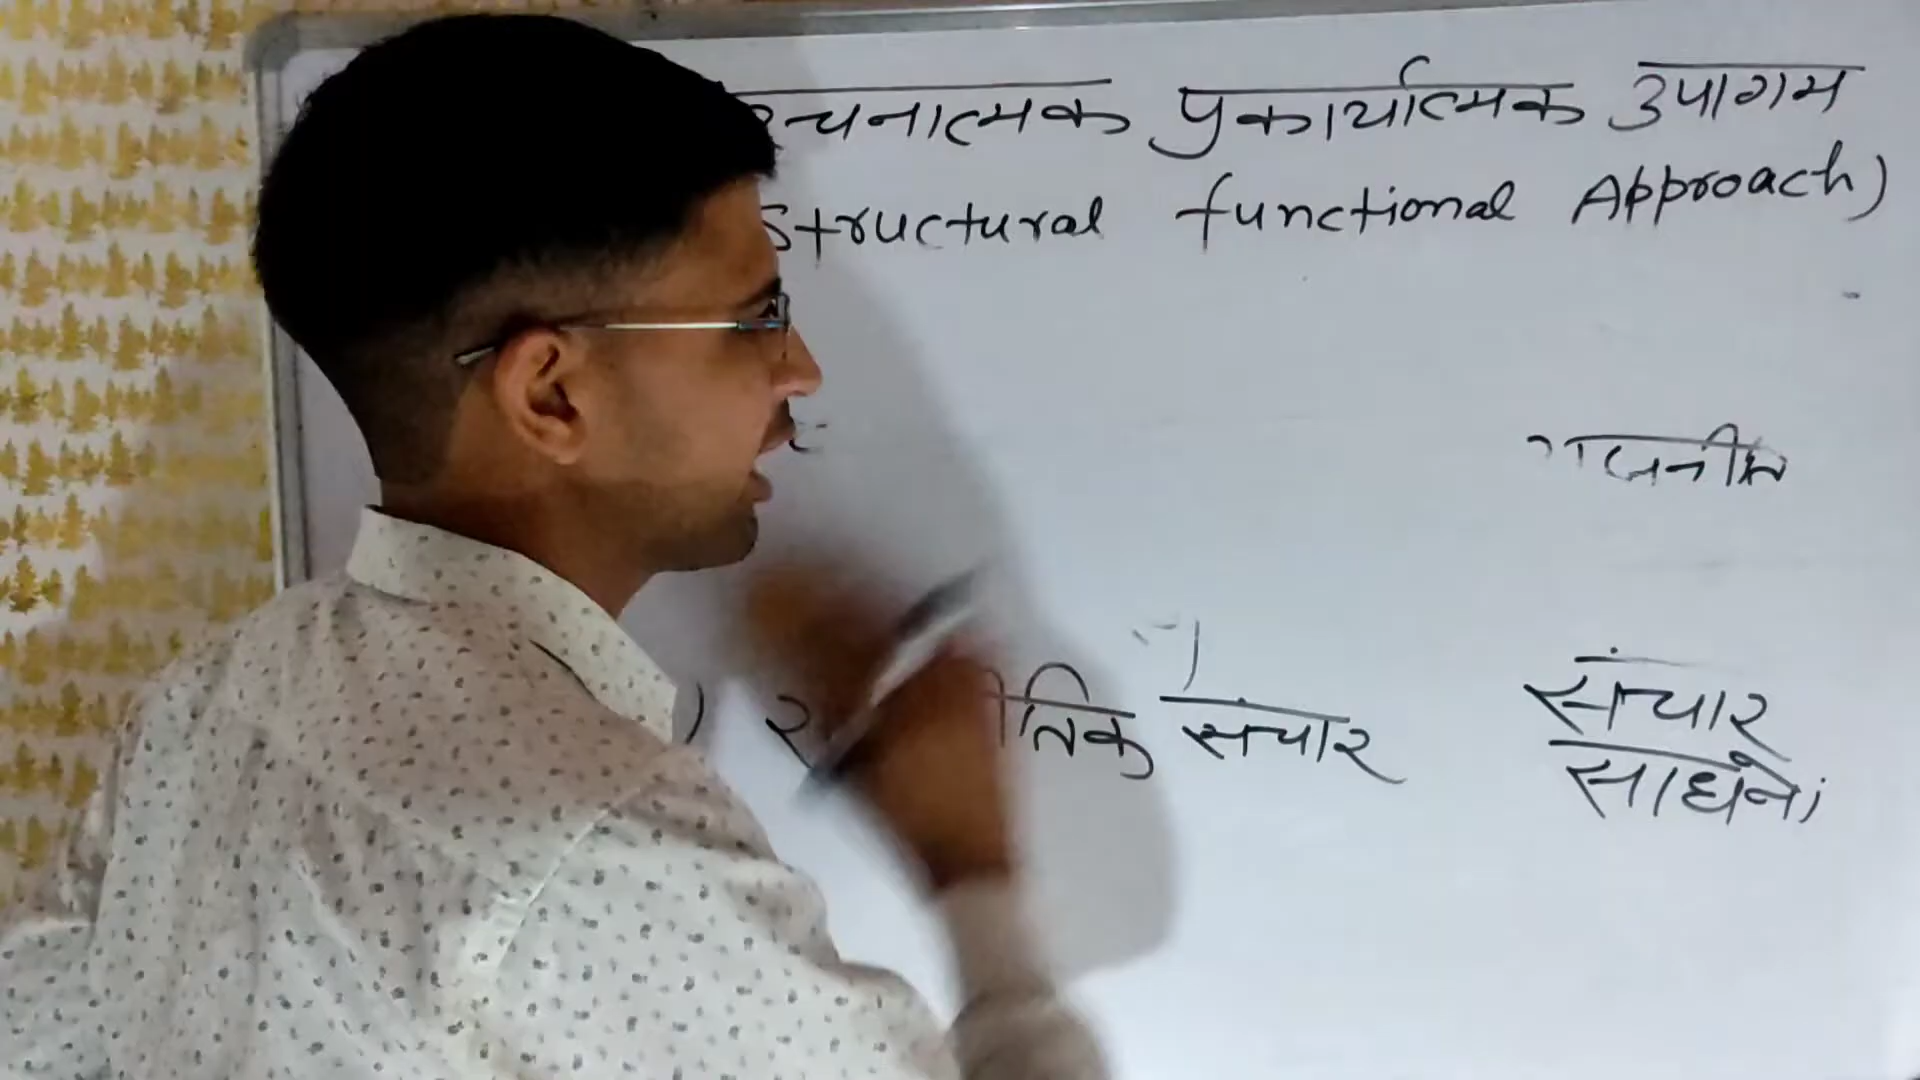 चनात्मक प्रकार्यात्मक उपागम
Structural functional Approach)
संचार
संचार
साधनों